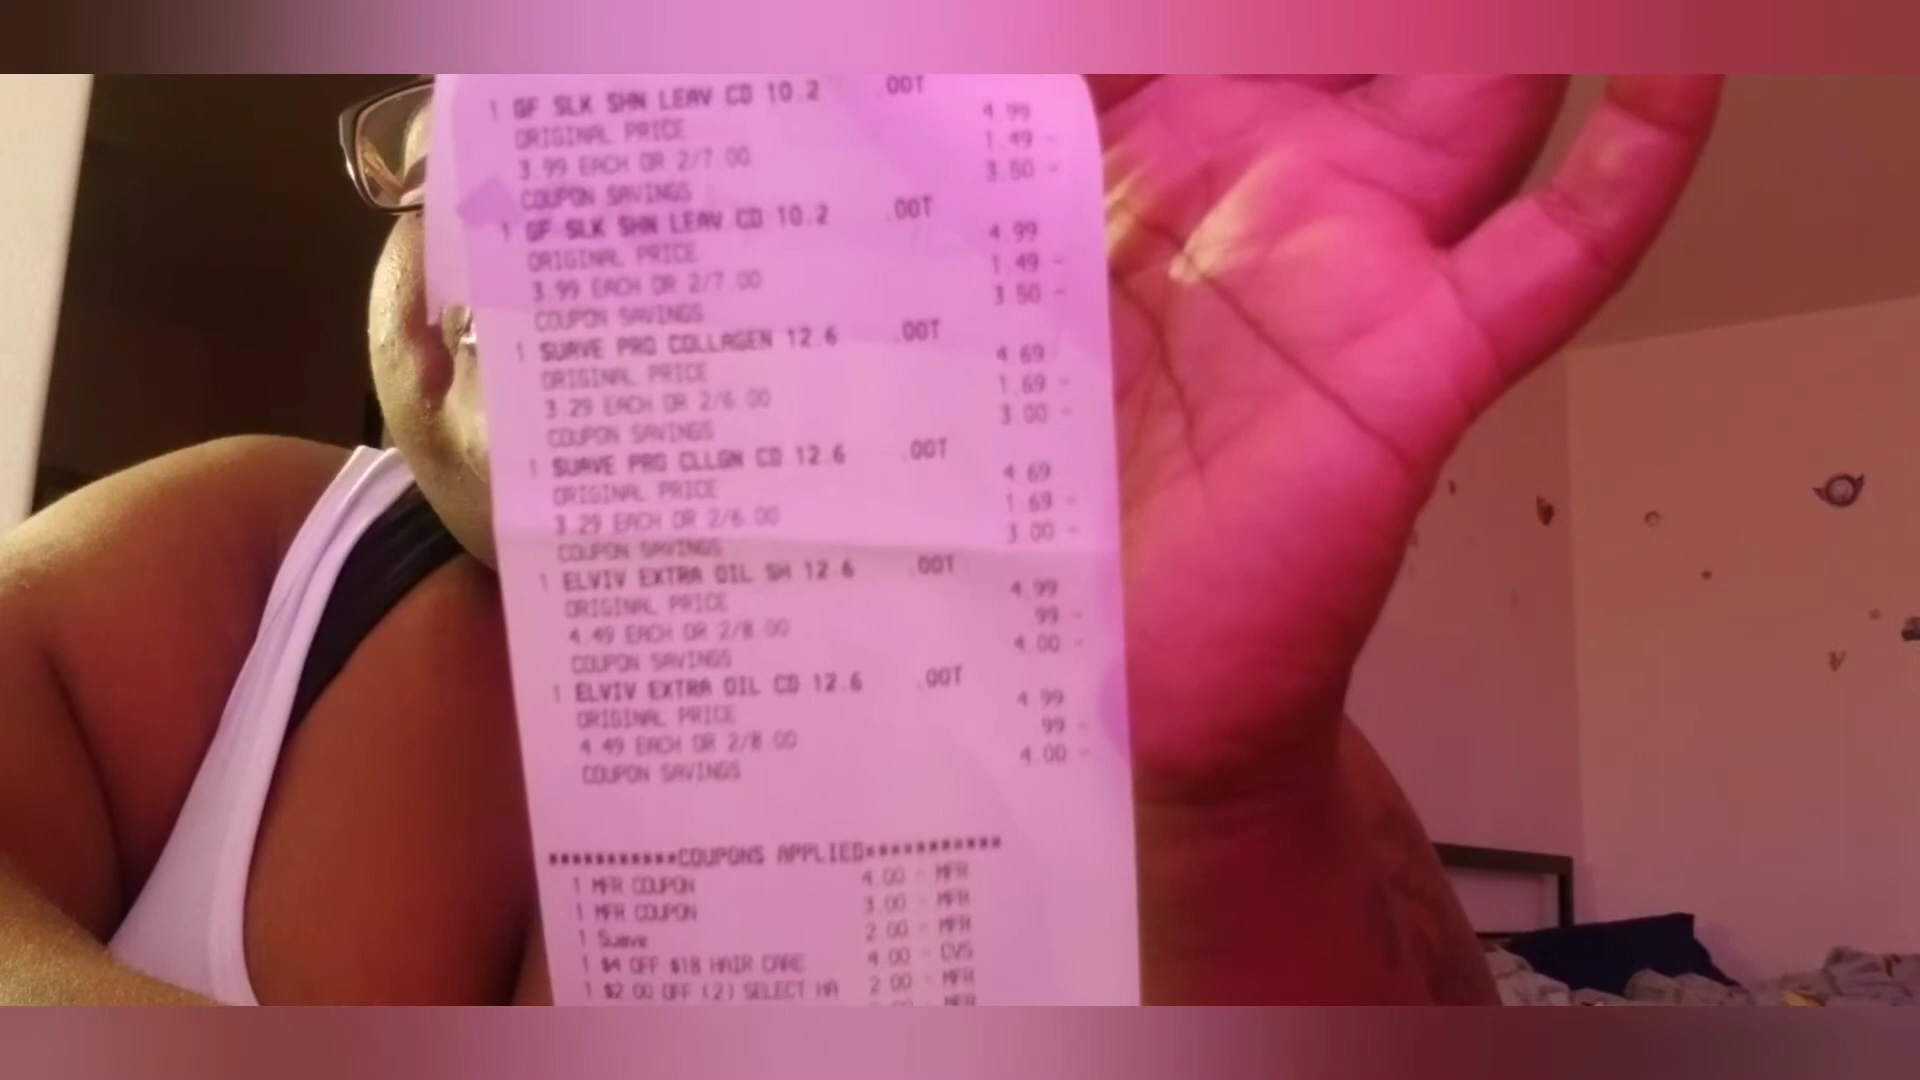 1 GF SLK SHN LEAV CD 10.2 .00T
ORIGINAL PRICE 4.99
3.99 EACH OR 2/7.00 1.49 -
COUPON SAVINGS 3.50 -
1 GF SLK SHN LEAV CD 10.2 .00T
ORIGINAL PRICE 4.99
3.99 EACH OR 2/7.00 1.49 -
COUPON SAVINGS 3.50 -
1 SUAVE PRO COLLAGEN 12.6 .00T
ORIGINAL PRICE 4.69
3.29 EACH OR 2/6.00 1.69 -
COUPON SAVINGS 3.00 -
1 SUAVE PRO CLLGN CD 12.6 .00T
ORIGINAL PRICE 4.69
3.29 EACH OR 2/6.00 1.69 -
COUPON SAVINGS 3.00 -
1 ELVIV EXTRA OIL SH 12.6 .00T
ORIGINAL PRICE 4.99
4.49 EACH OR 2/8.00 .99 -
COUPON SAVINGS 4.00 -
1 ELVIV EXTRA OIL CD 12.6 .00T
ORIGINAL PRICE 4.99
4.49 EACH OR 2/8.00 .99 -
COUPON SAVINGS 4.00 -
***********COUPONS APPLIED***********
1 MFR COUPON 4.00 - MFR
1 MFR COUPON 3.00 - MFR
1 Suave 2.00 - MFR
1 $4 OFF $18 HAIR CARE 4.00 - CVS
1 $2.00 OFF (2) SELECT HA 2.00 - MFR
MFR